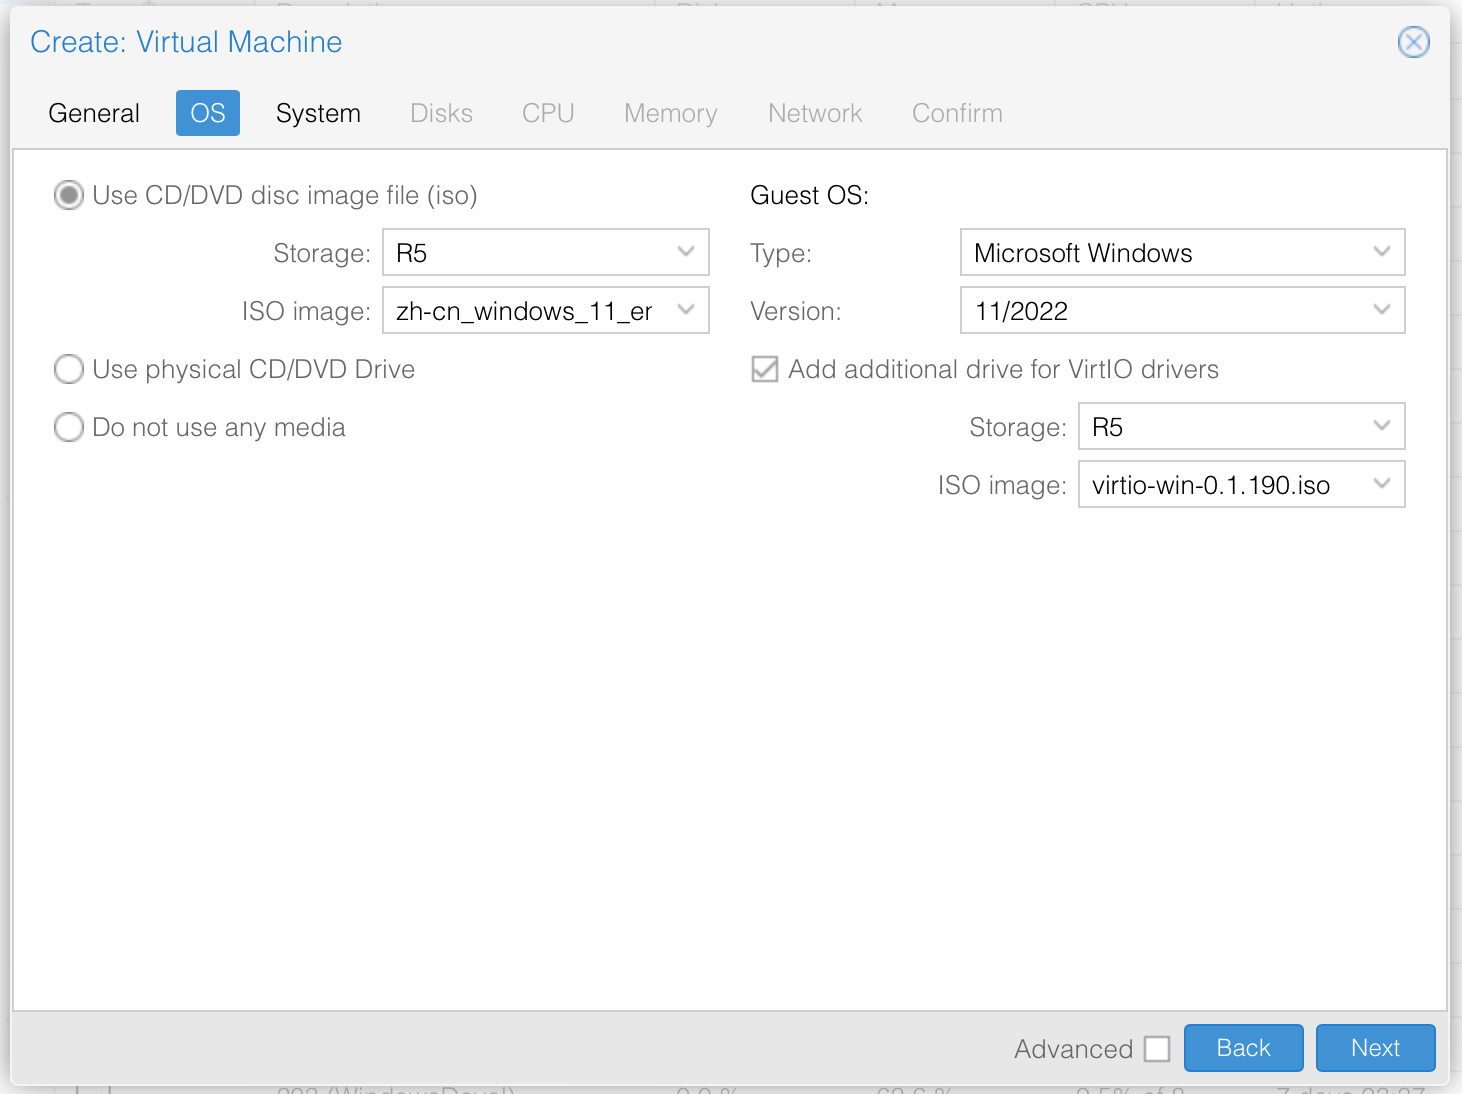 Create: Virtual Machine
General OS System Disks CPU Memory Network Confirm
Use CD/DVD disc image file (iso)
Storage: R5
ISO image: zh-cn_windows_11_er
Use physical CD/DVD Drive
Do not use any media
Guest OS:
Type: Microsoft Windows
Version: 11/2022
Add additional drive for VirtIO drivers
Storage: R5
ISO image: virtio-win-0.1.190.iso
Advanced Back Next